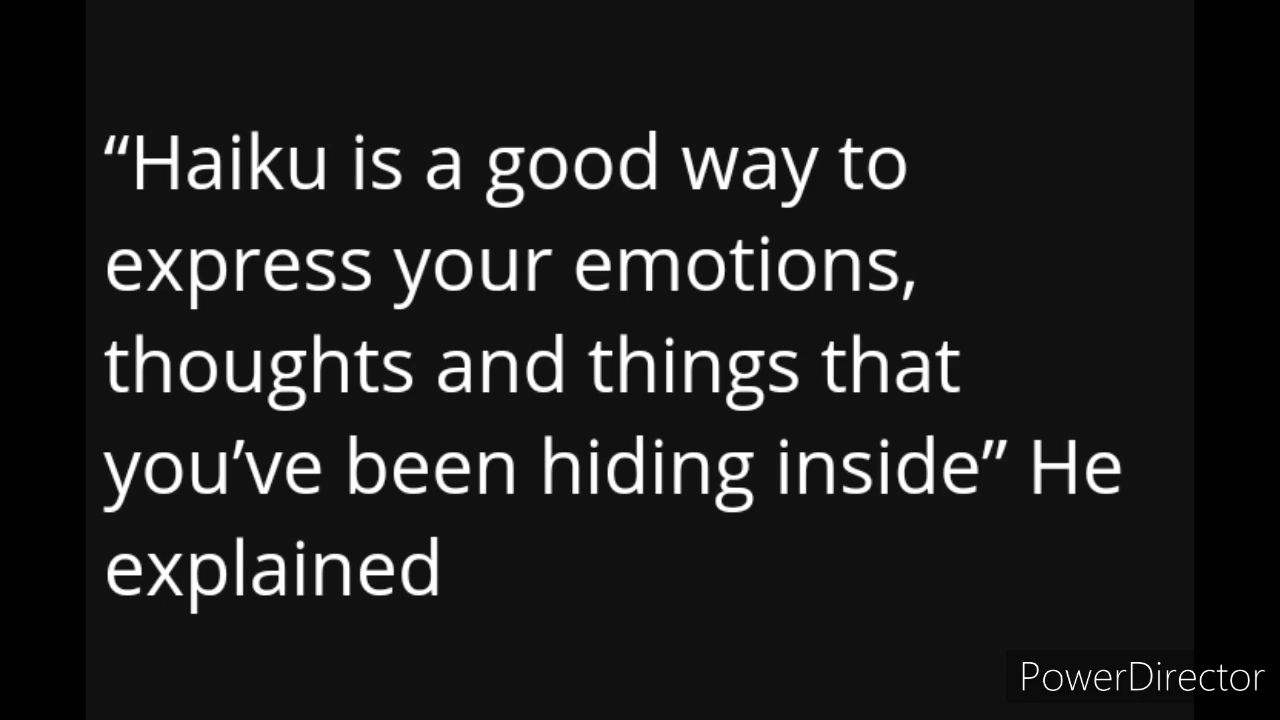 “Haiku is a good way to
express your emotions,
thoughts and things that
you’ve been hiding inside” He
explained
PowerDirector